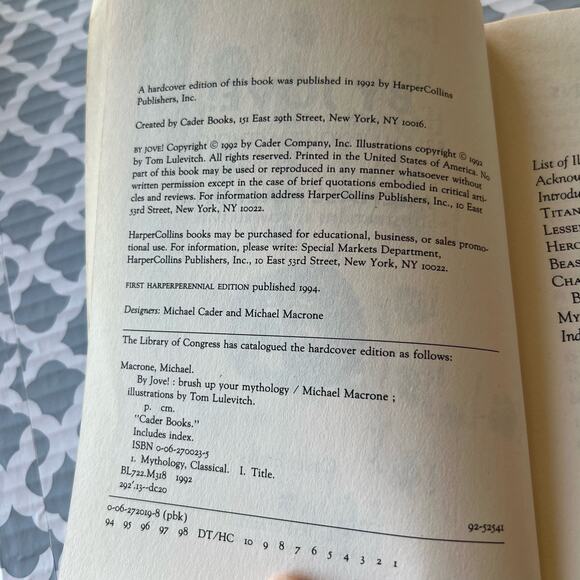 A hardcover edition of this book was published in 1992 by HarperCollins
Publishers, Inc.
Created by Cader Books, 151 East 29th Street, New York, NY 10016.
BY JOVE! Copyright © 1992 by Cader Company, Inc. Illustrations copyright © 1992
by Tom Lulevitch. All rights reserved. Printed in the United States of America. No
part of this book may be used or reproduced in any manner whatsoever without
written permission except in the case of brief quotations embodied in critical arti-
cles and reviews. For information address HarperCollins Publishers, Inc., 10 East
53rd Street, New York, NY 10022.
HarperCollins books may be purchased for educational, business, or sales promo-
tional use. For information, please write: Special Markets Department,
HarperCollins Publishers, Inc., 10 East 53rd Street, New York, NY 10022.
FIRST HARPERPERENNIAL EDITION published 1994.
Designers: Michael Cader and Michael Macrone
The Library of Congress has catalogued the hardcover edition as follows:
Macrone, Michael.
By Jove! : brush up your mythology / Michael Macrone ;
illustrations by Tom Lulevitch.
p. cm.
"Cader Books."
Includes index.
ISBN 0-06-270023-5
1. Mythology, Classical. I. Title.
BL722.M318 1992
292'.13--dc20
92-52541
0-06-272019-8 (pbk)
94 95 96 97 98 DT/HC 10 9 8 7 6 5 4 3 2 1
List of Il
Acknow
Introdu
TITAN
LESSE
HERO
BEAS
CHA
B
MY
Ind